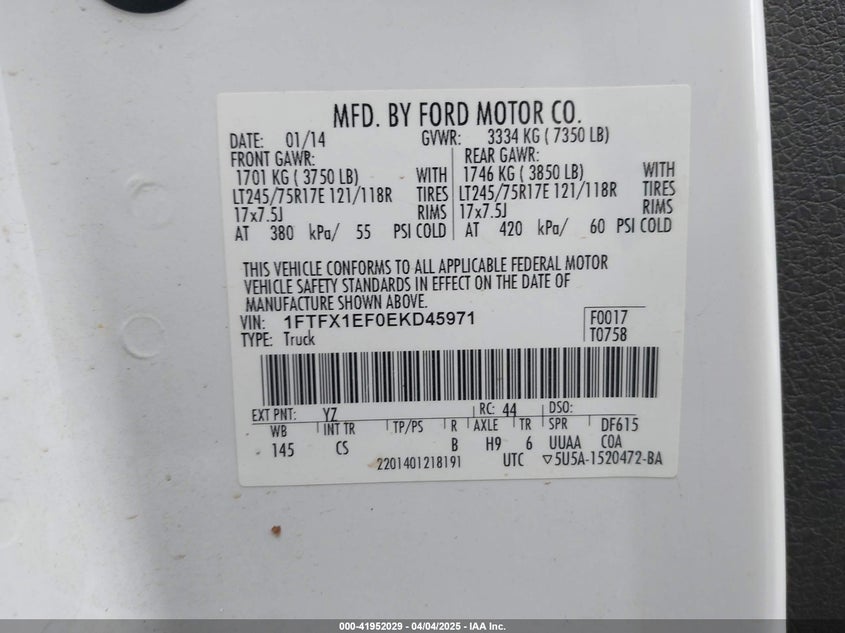 MFD. BY FORD MOTOR CO.
DATE: 01/14 GVWR: 3334 KG ( 7350 LB)
FRONT GAWR: REAR GAWR:
1701 KG ( 3750 LB) WITH 1746 KG ( 3850 LB) WITH
LT245/75R17E 121/118R TIRES LT245/75R17E 121/118R TIRES
17x7.5J RIMS 17x7.5J RIMS
AT 380 kPa/ 55 PSI COLD AT 420 kPa/ 60 PSI COLD
THIS VEHICLE CONFORMS TO ALL APPLICABLE FEDERAL MOTOR
VEHICLE SAFETY STANDARDS IN EFFECT ON THE DATE OF
MANUFACTURE SHOWN ABOVE.
VIN: 1FTFX1EF0EKD45971 F0017
TYPE: Truck T0758
EXT PNT: YZ RC: 44 DSO:
WB INT TR TP/PS R AXLE TR SPR DF615
145 CS B H9 6 UUAA COA
2201401218191 UTC ▽5U5A-1520472-BA
000-41952029 - 04/04/2025 - IAA Inc.